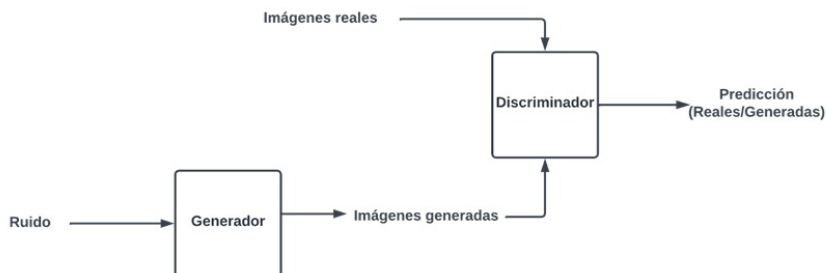 Imágenes reales
Discriminador
Predicción
(Reales/Generadas)
Ruido
Generador
Imágenes generadas